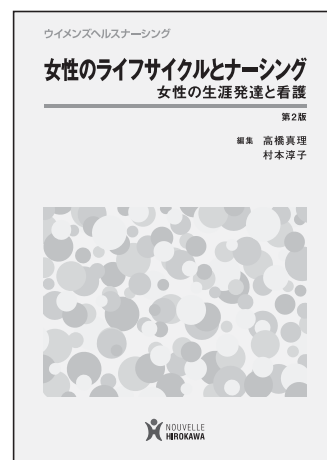 ウイメンズヘルスナーシング
女性のライフサイクルとナーシング
女性の生涯発達と看護
第2版
編集 高橋真理
村本淳子
NOUVELLE
HIROKAWA